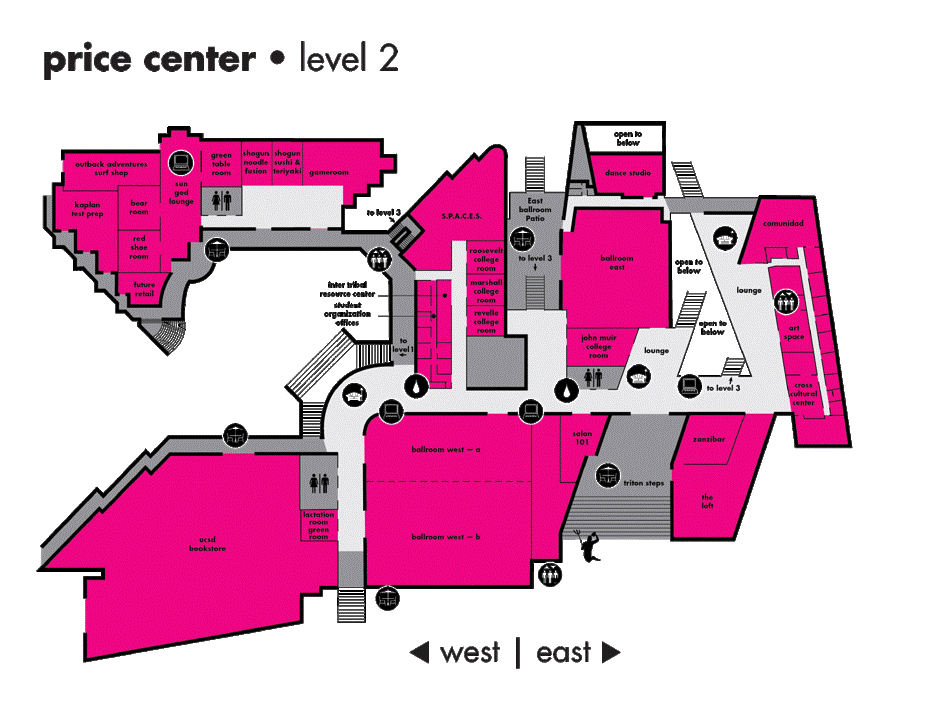 price center • level 2
open to
below
outback adventures
surf shop
sun
god
lounge
green
table
room
shogun
noodle
fusion
shogun
sushi &
teriyaki
gameroom
dance studio
kaplan
test prep
bear
room
red
shoe
room
future
retail
to level 3
S.P.A.C.E.S.
East
ballroom
Patio
to level 3
comunidad
roosevelt
college
room
marshall
college
room
revelle
college
room
ballroom
east
open to
below
lounge
inter tribal
resource center
student
organization
offices
to
level 1
open to
below
art
space
john muir
college
room
lounge
to level 3
cross
cultural
center
ballroom west – a
salon
101
zanzibar
triton steps
the
loft
lactation
room
green
room
ucsd
bookstore
ballroom west – b
◀ west | east ▶